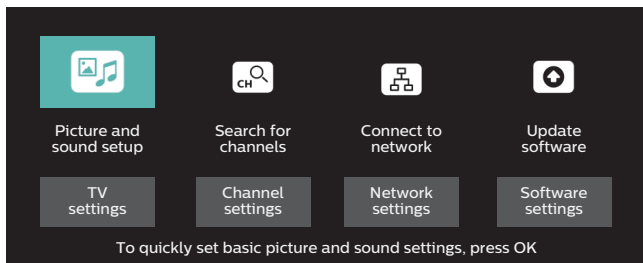 CH
Picture and
sound setup
Search for
channels
Connect to
network
Update
software
TV
settings
Channel
settings
Network
settings
Software
settings
To quickly set basic picture and sound settings, press OK